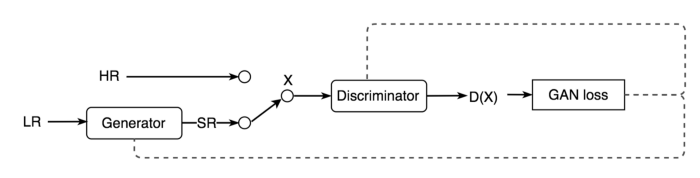 HR
X
Discriminator
D(X)
GAN loss
LR
Generator
SR